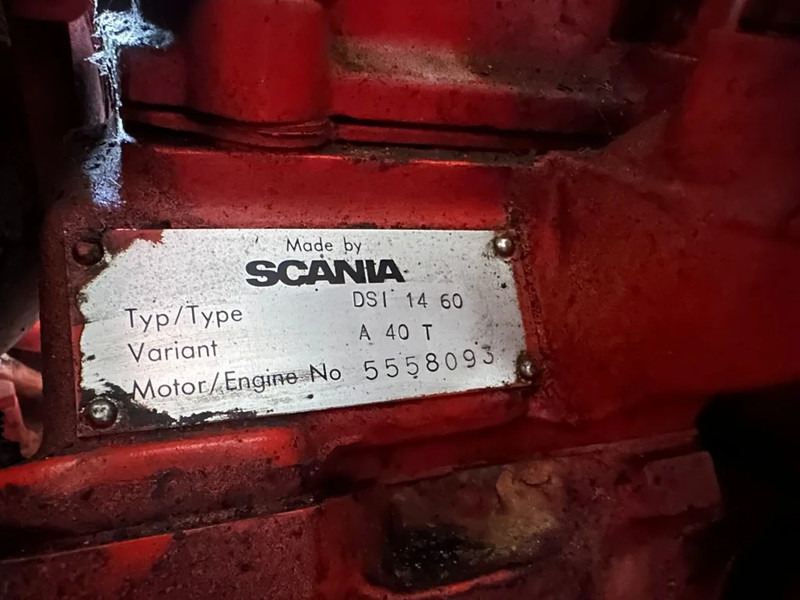 Made by
SCANIA
Typ/Type DSI 14 60
Variant A 40 T
Motor/Engine No 5558093